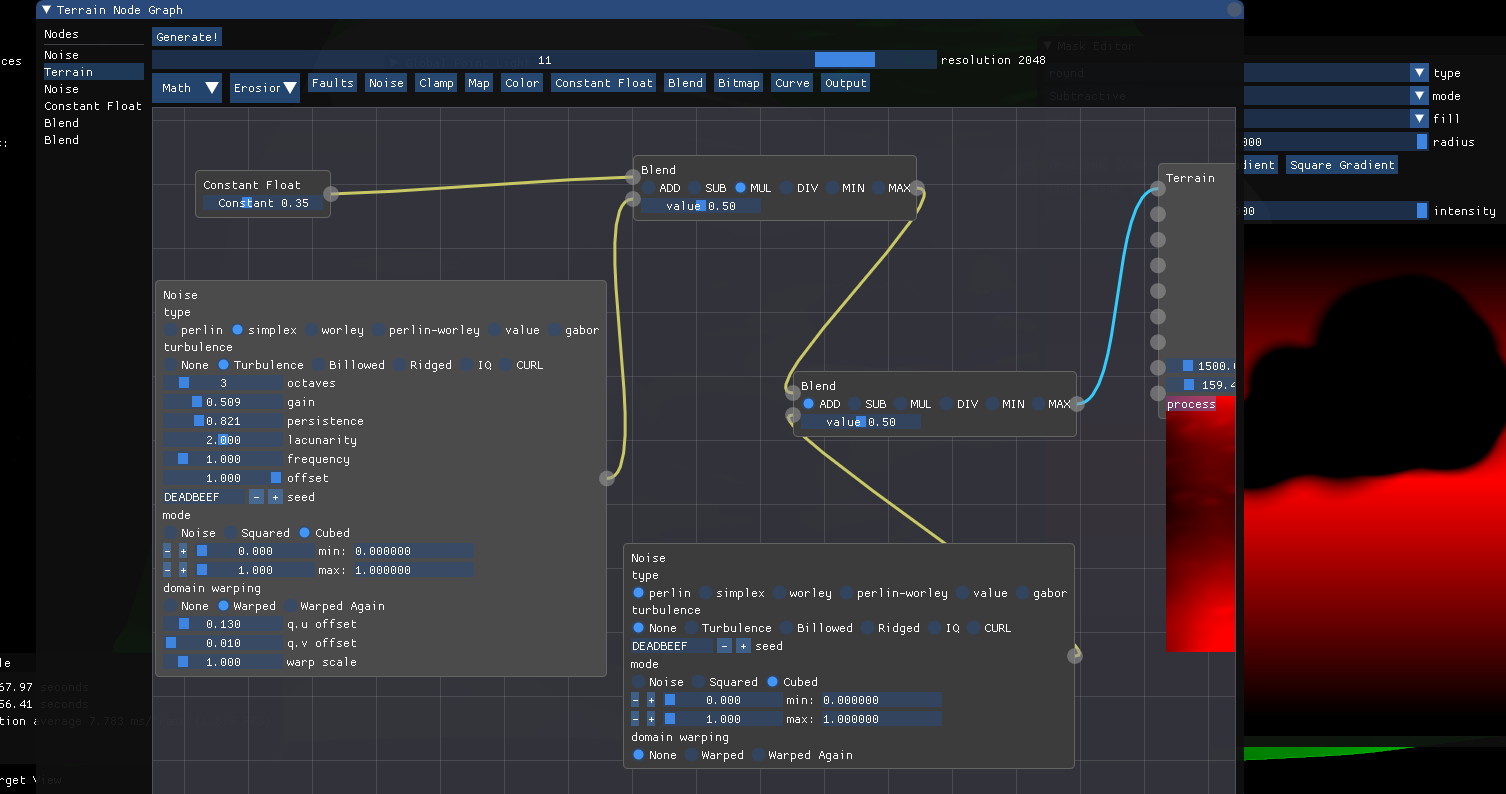 Terrain Node Graph
Nodes
Noise
Terrain
Noise
Constant Float
Blend
Blend
Generate!
11 resolution 2048
Math Erosior Faults Noise Clamp Map Color Constant Float Blend Bitmap Curve Output
Constant Float
Constant 0.35
Blend
ADD SUB MUL DIV MIN MAX
value 0.50
Noise
type
perlin simplex worley perlin-worley value gabor
turbulence
None Turbulence Billowed Ridged IQ CURL
3 octaves
0.509 gain
0.821 persistence
2.000 lacunarity
1.000 frequency
1.000 offset
DEADBEEF - + seed
mode
Noise Squared Cubed
- + 0.000 min: 0.000000
- + 1.000 max: 1.000000
domain warping
None Warped Warped Again
0.130 q.u offset
0.010 q.v offset
1.000 warp scale
Blend
ADD SUB MUL DIV MIN MAX
value 0.50
Noise
type
perlin simplex worley perlin-worley value gabor
turbulence
None Turbulence Billowed Ridged IQ CURL
DEADBEEF - + seed
mode
Noise Squared Cubed
- + 0.000 min: 0.000000
- + 1.000 max: 1.000000
domain warping
None Warped Warped Again
Terrain
1500.
159.4
process
Mask Editor
round
Subtractive
type
mode
fill
000 radius
dient Square Gradient
00 intensity
ces
t:
le
67.97 seconds
56.41 seconds
tion average 7.783 ms/
rget View